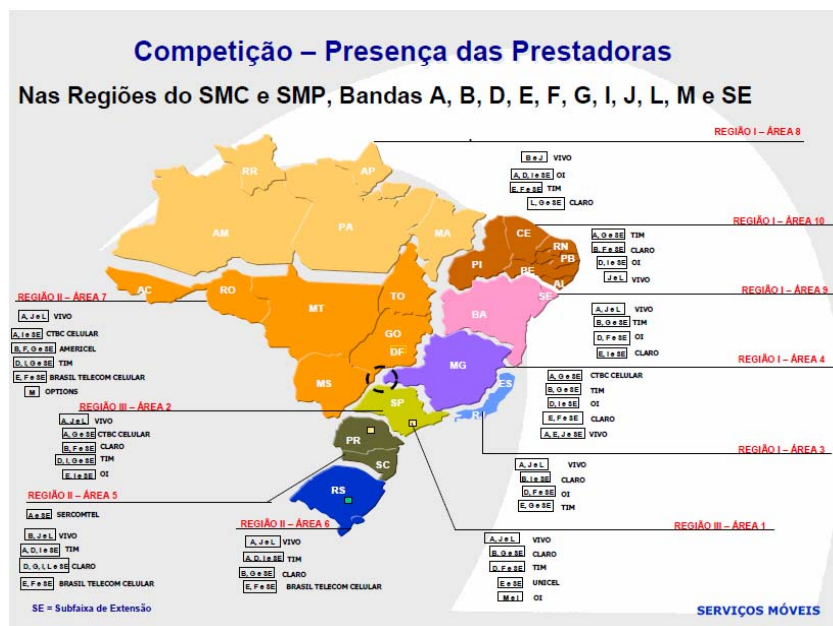 Competição – Presença das Prestadoras
Nas Regiões do SMC e SMP, Bandas A, B, D, E, F, G, I, J, L, M e SE
REGIÃO I – ÁREA 8
B e J VIVO
A, D, I e SE OI
E, F e SE TIM
L, G e SE CLARO
RR
AP
AM
PA
MA
REGIÃO I – ÁREA 10
A, G e SE TIM
B, F e SE CLARO
D, I e SE OI
J e L VIVO
CE
RN
PB
PI
PE
AL
REGIÃO I – ÁREA 9
A, J e L VIVO
B, G e SE TIM
D, F e SE OI
E, I e SE CLARO
SE
BA
REGIÃO II – ÁREA 7
A, J e L VIVO
A, I e SE CTBC CELULAR
B, F, G e SE AMERICEL
D, I, G e SE TIM
E, F e SE BRASIL TELECOM CELULAR
M OPTIONS
AC
RO
MT
TO
GO
DF
MS
REGIÃO I – ÁREA 4
A, G e SE CTBC CELULAR
B, G e SE TIM
D, I e SE OI
E, F e SE CLARO
A, E, J e SE VIVO
MG
ES
RJ
REGIÃO III – ÁREA 2
A, J e L VIVO
A, G e SE CTBC CELULAR
B, F e SE CLARO
D, I, G e SE TIM
E, I e SE OI
SP
REGIÃO I – ÁREA 3
A, J e L VIVO
B, I e SE CLARO
D, F e SE OI
E, G e SE TIM
PR
SC
RS
REGIÃO II – ÁREA 5
A e SE SERCOMTEL
B, J e L VIVO
A, D, I e SE TIM
D, G, I, L e SE CLARO
E, F e SE BRASIL TELECOM CELULAR
REGIÃO II – ÁREA 6
A, J e L VIVO
A, D, I e SE TIM
B, G e SE CLARO
E, F e SE BRASIL TELECOM CELULAR
REGIÃO III – ÁREA 1
A, J e L VIVO
B, G e SE CLARO
D, F e SE TIM
E e SE UNICEL
M e I OI
SE = Subfaixa de Extensão
SERVIÇOS MÓVEIS